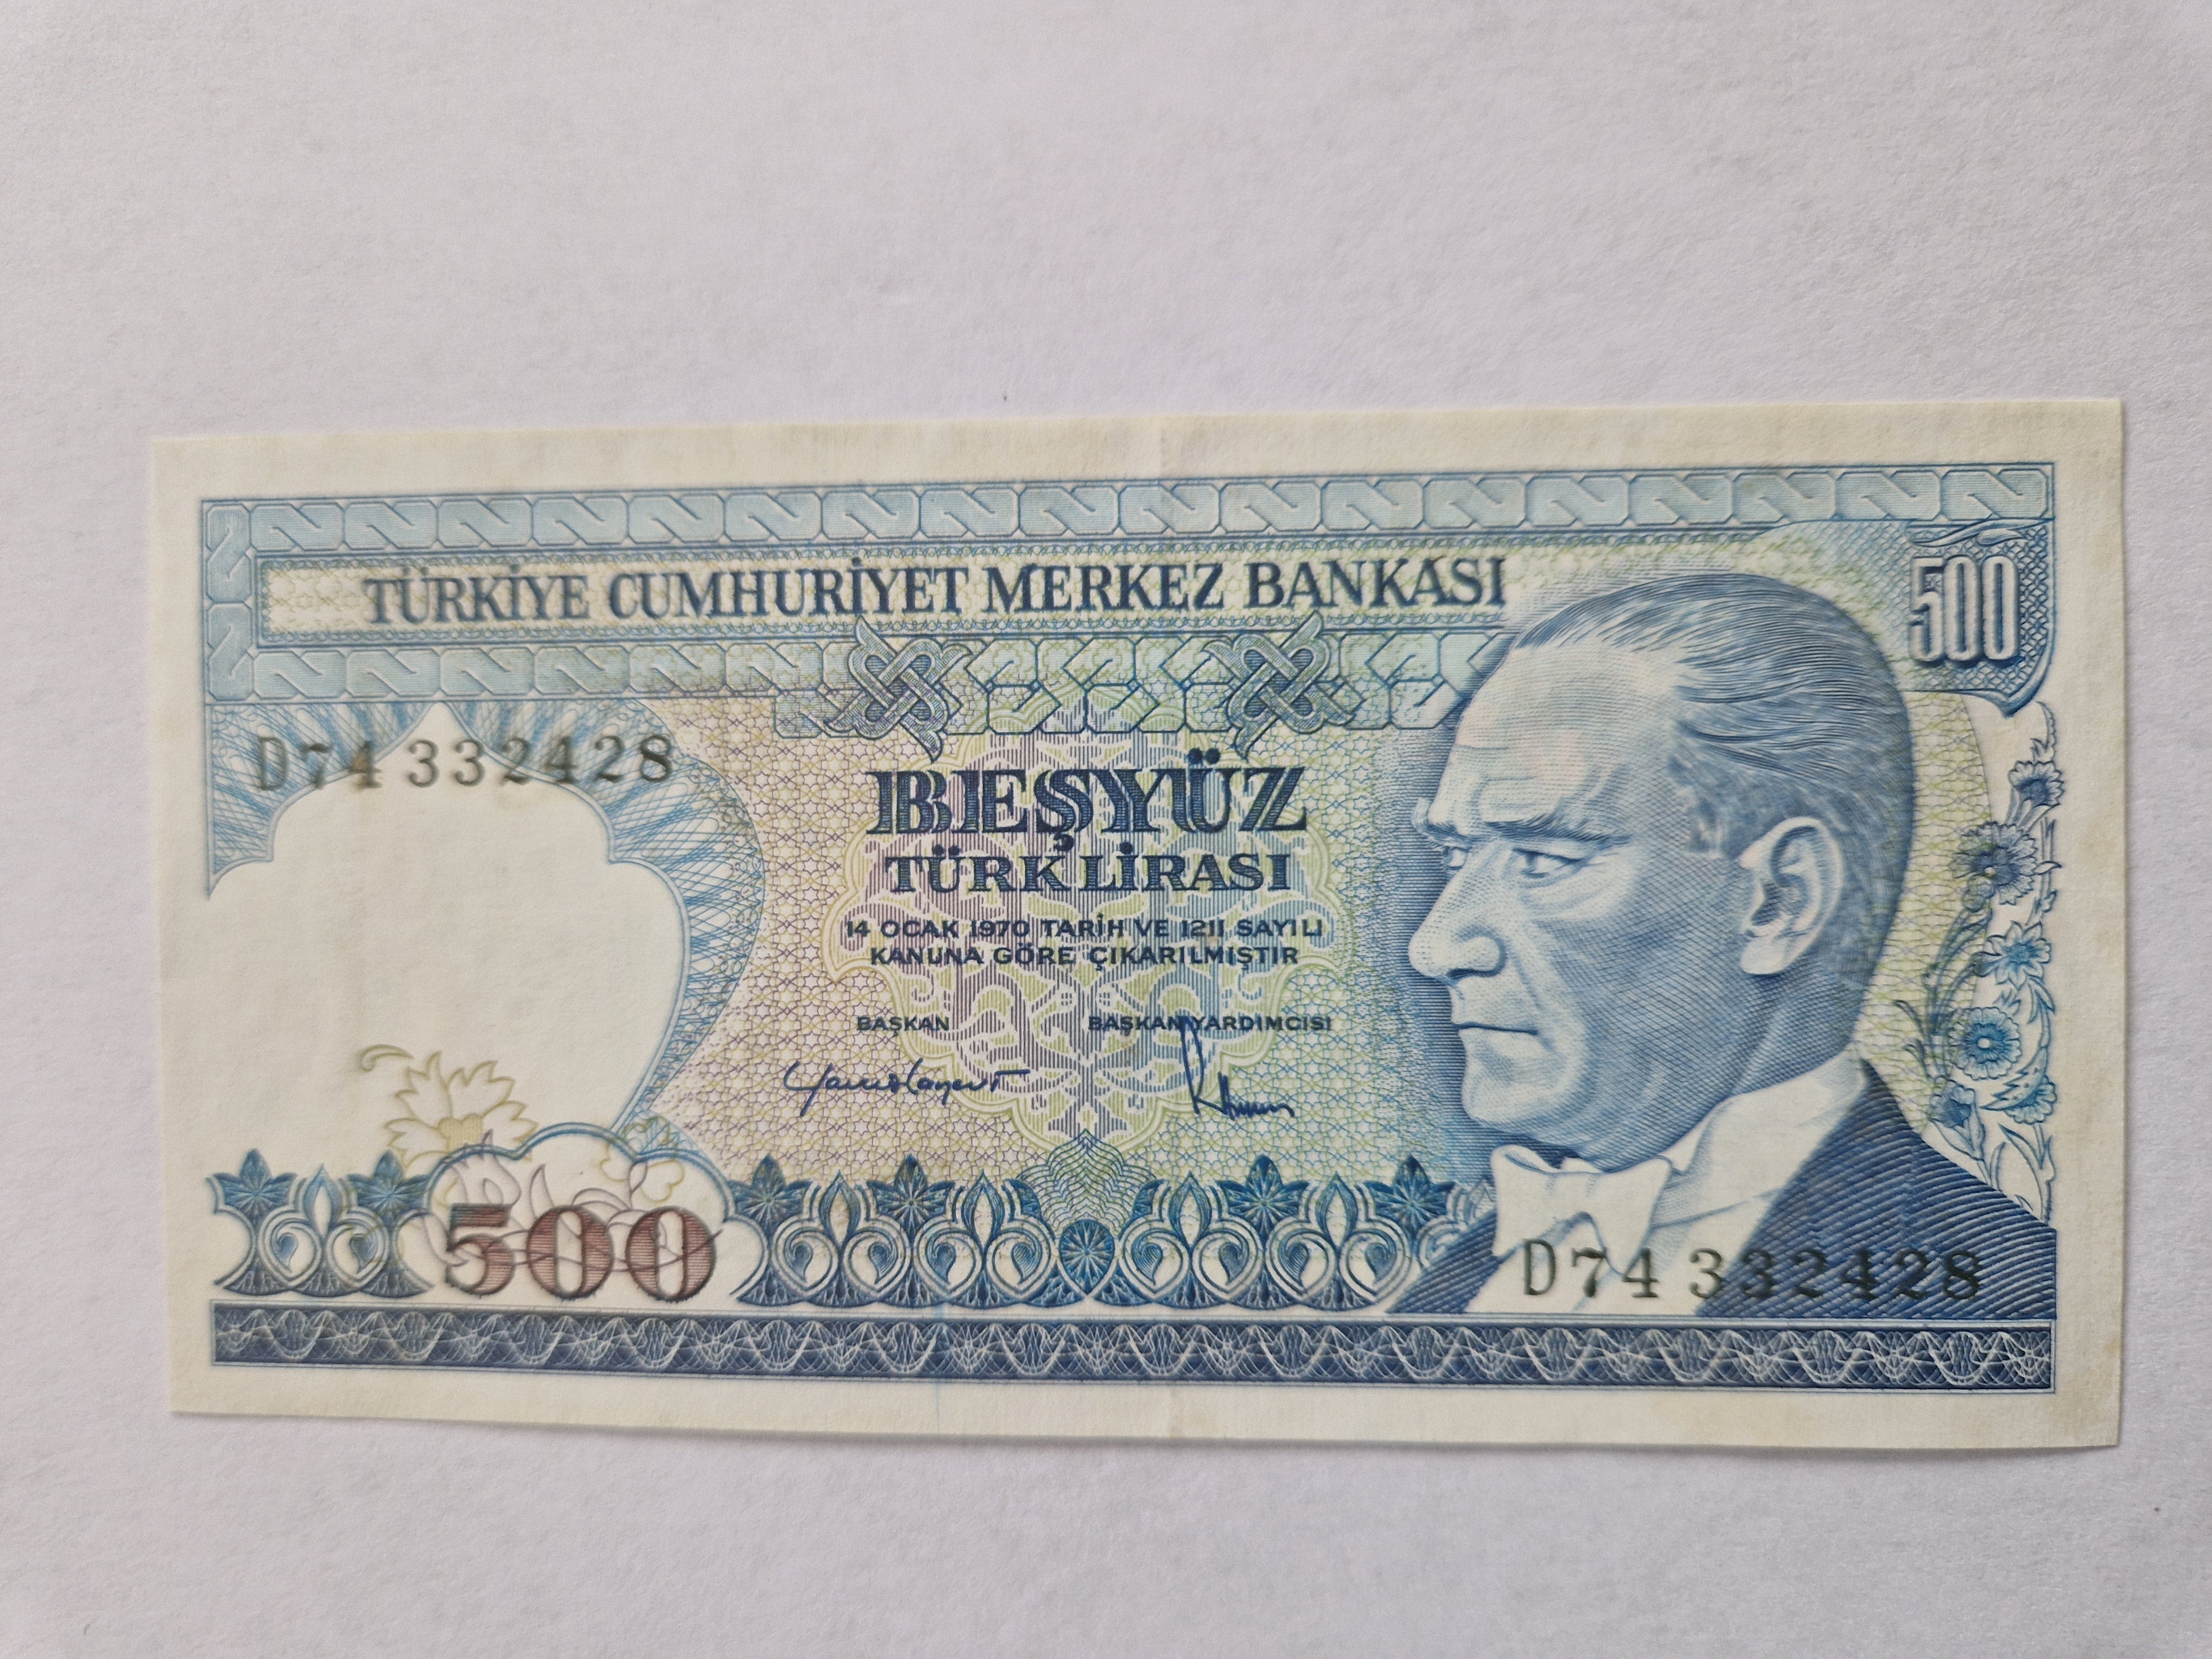 TÜRKİYE CUMHURİYET MERKEZ BANKASI
500
D74 332428
BEŞYÜZ
TÜRK LİRASI
14 OCAK 1970 TARİH VE 1211 SAYILI
KANUNA GÖRE ÇIKARILMIŞTIR
BAŞKAN BAŞKAN YARDIMCISI
500
D74 332428